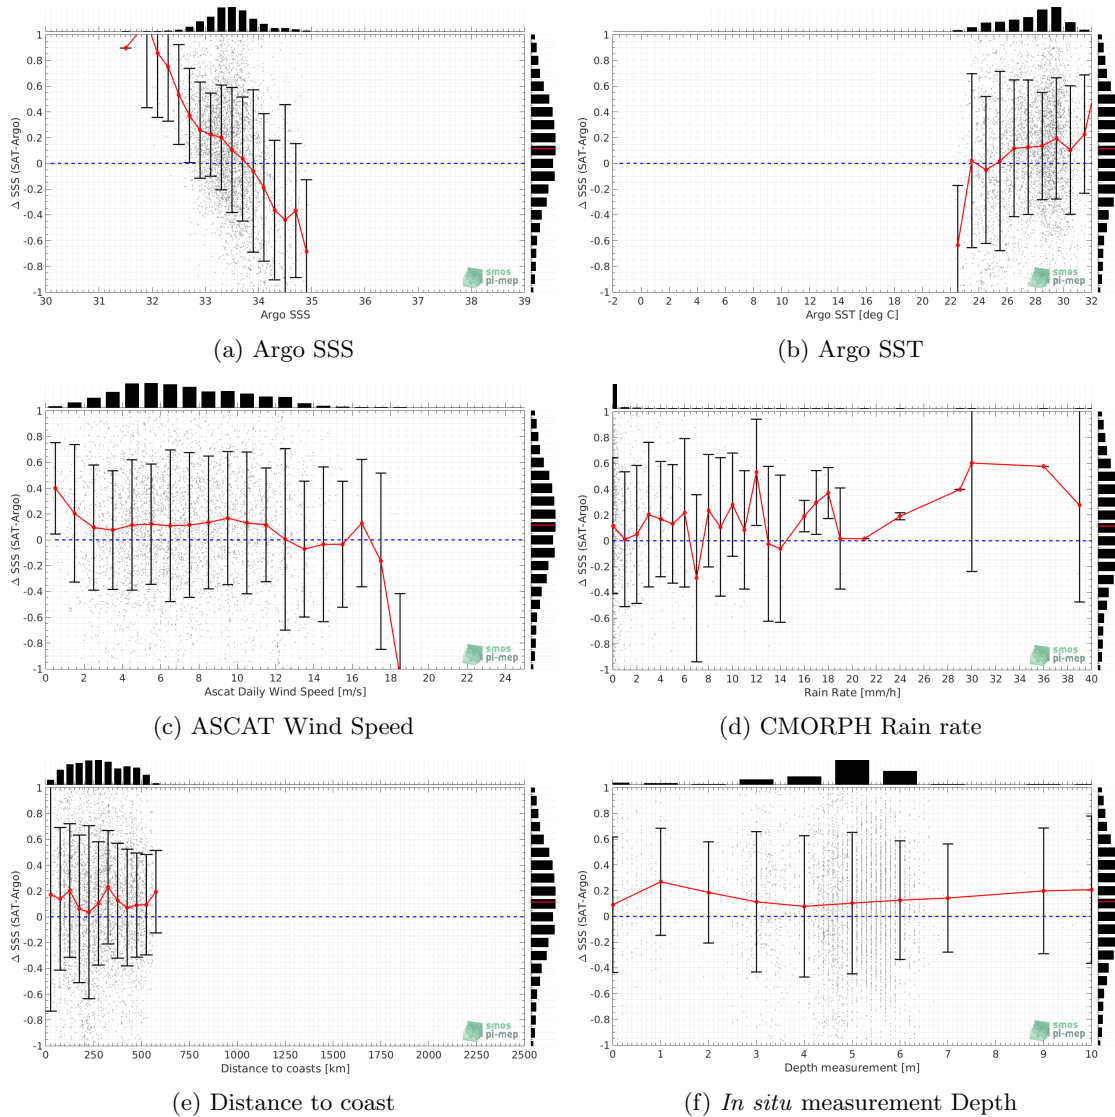 1
0.8
0.6
0.4
0.2
0
-0.2
-0.4
-0.6
-0.8
-1
Δ SSS (SAT-Argo)
30 31 32 33 34 35 36 37 38 39
Argo SSS
smos
pi-mep
(a) Argo SSS
1
0.8
0.6
0.4
0.2
0
-0.2
-0.4
-0.6
-0.8
-1
Δ SSS (SAT-Argo)
-2 0 2 4 6 8 10 12 14 16 18 20 22 24 26 28 30 32
Argo SST [deg C]
smos
pi-mep
(b) Argo SST
1
0.8
0.6
0.4
0.2
0
-0.2
-0.4
-0.6
-0.8
-1
Δ SSS (SAT-Argo)
0 2 4 6 8 10 12 14 16 18 20 22 24
Ascat Daily Wind Speed [m/s]
smos
pi-mep
(c) ASCAT Wind Speed
1
0.8
0.6
0.4
0.2
0
-0.2
-0.4
-0.6
-0.8
-1
Δ SSS (SAT-Argo)
0 2 4 6 8 10 12 14 16 18 20 22 24 26 28 30 32 34 36 38 40
Rain Rate [mm/h]
smos
pi-mep
(d) CMORPH Rain rate
1
0.8
0.6
0.4
0.2
0
-0.2
-0.4
-0.6
-0.8
-1
Δ SSS (SAT-Argo)
0 250 500 750 1000 1250 1500 1750 2000 2250 2500
Distance to coasts [km]
smos
pi-mep
(e) Distance to coast
1
0.8
0.6
0.4
0.2
0
-0.2
-0.4
-0.6
-0.8
-1
Δ SSS (SAT-Argo)
0 1 2 3 4 5 6 7 8 9 10
Depth measurement [m]
smos
pi-mep
(f) In situ measurement Depth